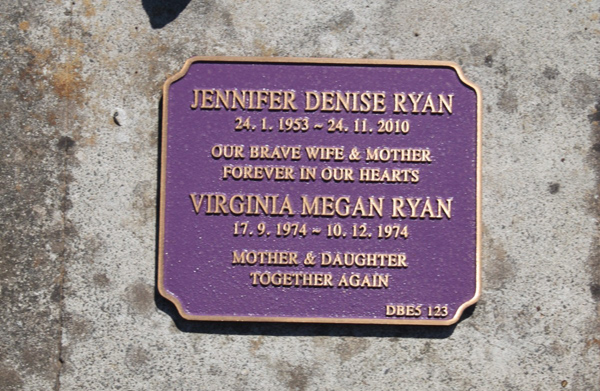 JENNIFER DENISE RYAN
24. 1. 1953 ~ 24. 11. 2010
OUR BRAVE WIFE & MOTHER
FOREVER IN OUR HEARTS
VIRGINIA MEGAN RYAN
17. 9. 1974 ~ 10. 12. 1974
MOTHER & DAUGHTER
TOGETHER AGAIN
DBE5 123